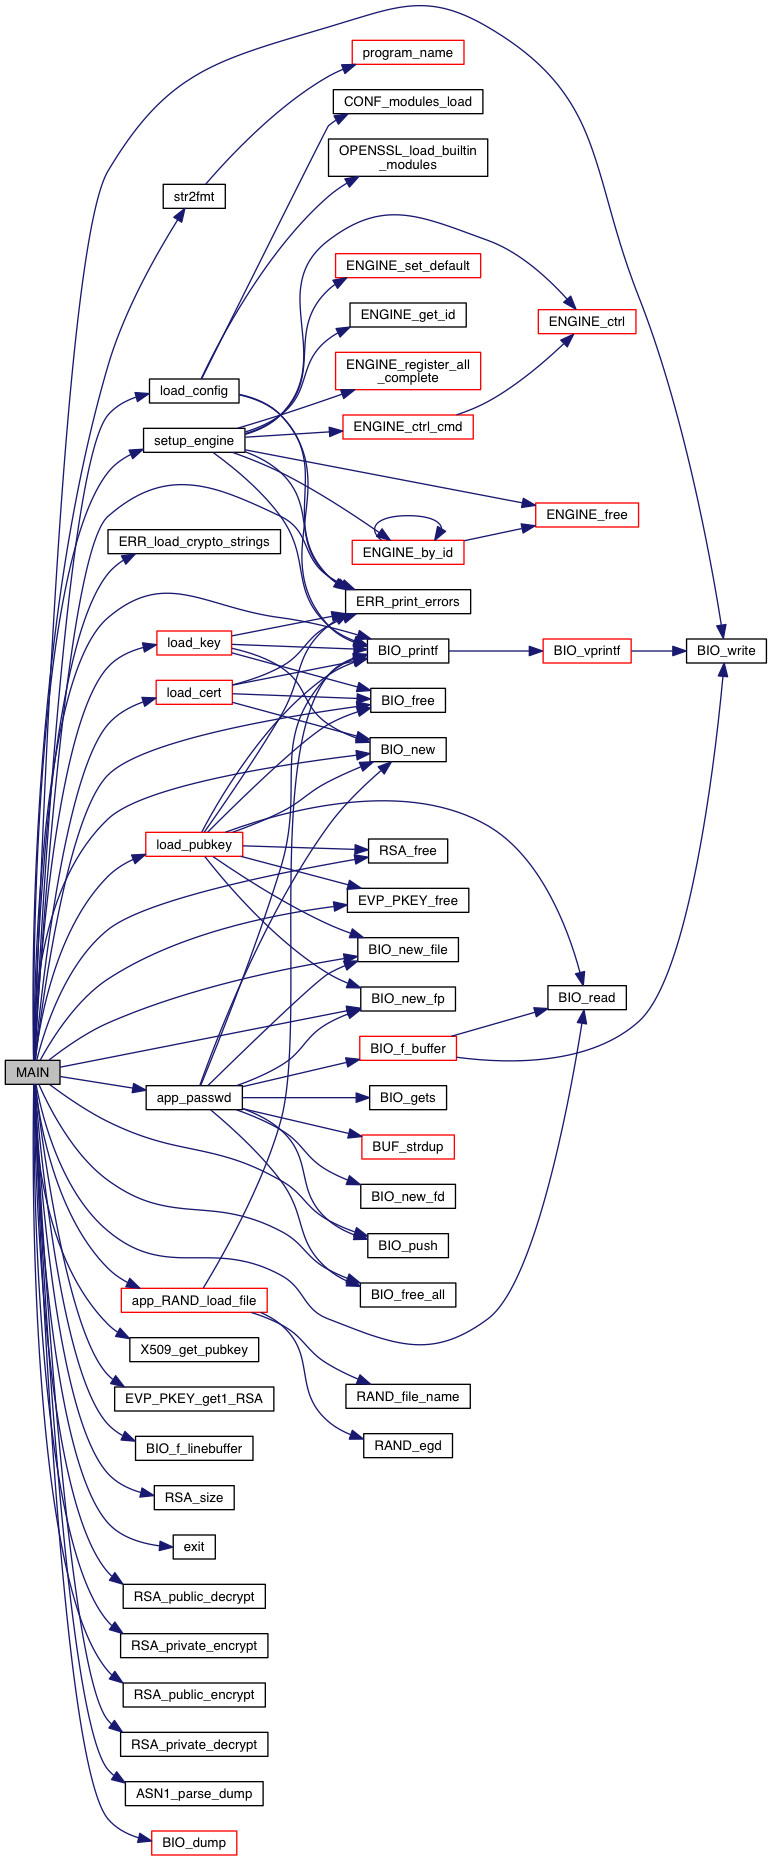 program_name
CONF_modules_load
OPENSSL_load_builtin
_modules
str2fmt
ENGINE_set_default
ENGINE_get_id
ENGINE_ctrl
ENGINE_register_all
_complete
load_config
ENGINE_ctrl_cmd
setup_engine
ENGINE_free
ERR_load_crypto_strings
ENGINE_by_id
ERR_print_errors
load_key
BIO_printf
BIO_vprintf
BIO_write
load_cert
BIO_free
BIO_new
load_pubkey
RSA_free
EVP_PKEY_free
BIO_new_file
BIO_new_fp
BIO_read
BIO_f_buffer
MAIN
app_passwd
BIO_gets
BUF_strdup
BIO_new_fd
BIO_push
app_RAND_load_file
BIO_free_all
X509_get_pubkey
RAND_file_name
EVP_PKEY_get1_RSA
RAND_egd
BIO_f_linebuffer
RSA_size
exit
RSA_public_decrypt
RSA_private_encrypt
RSA_public_encrypt
RSA_private_decrypt
ASN1_parse_dump
BIO_dump